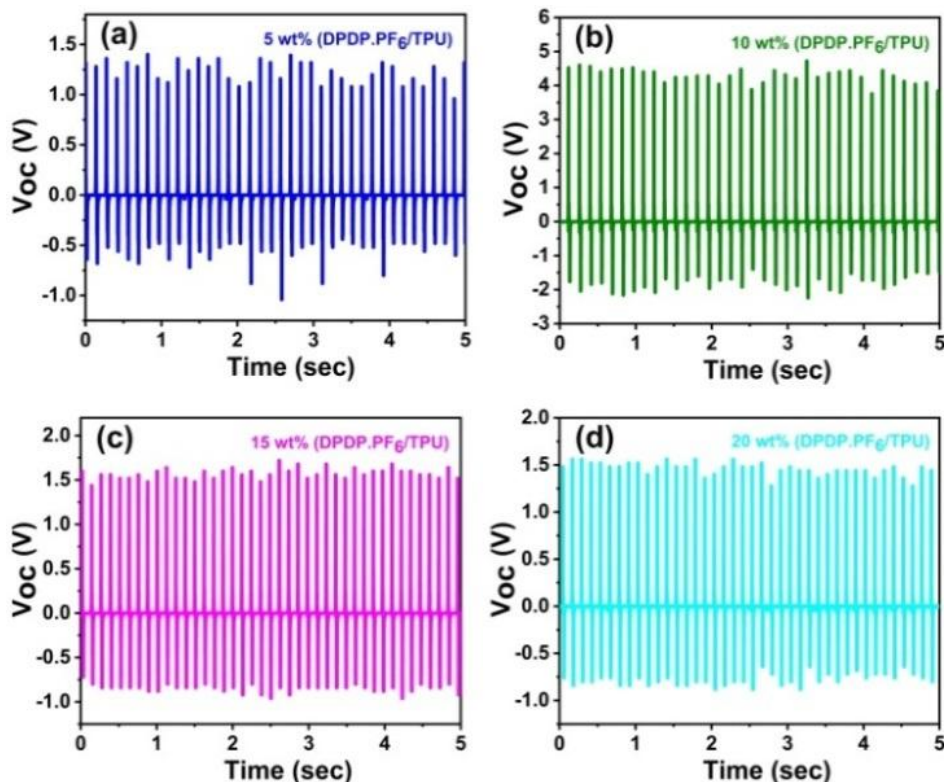 (a)
5 wt% (DPDP.PF6/TPU)
1.5
1.0
0.5
0.0
-0.5
-1.0
Voc (V)
0 1 2 3 4 5
Time (sec)
(b)
10 wt% (DPDP.PF6/TPU)
6
5
4
3
2
1
0
-1
-2
-3
Voc (V)
0 1 2 3 4 5
Time (sec)
(c)
15 wt% (DPDP.PF6/TPU)
2.0
1.5
1.0
0.5
0.0
-0.5
-1.0
Voc (V)
0 1 2 3 4 5
Time (sec)
(d)
20 wt% (DPDP.PF6/TPU)
2.0
1.5
1.0
0.5
0.0
-0.5
-1.0
Voc (V)
0 1 2 3 4 5
Time (sec)